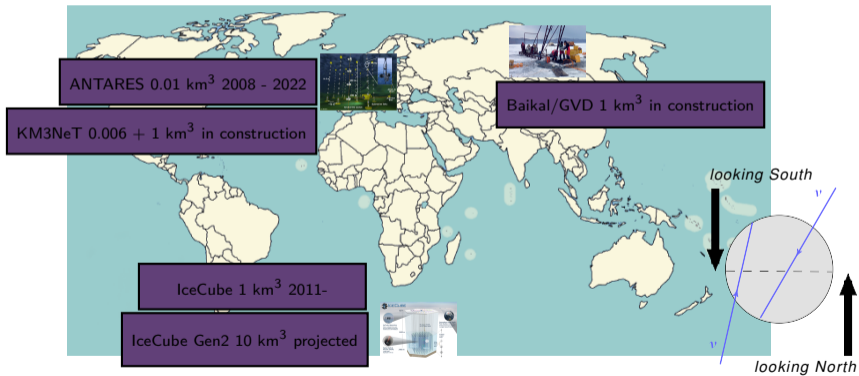 ANTARES 0.01 km³ 2008 - 2022
KM3NeT 0.006 + 1 km³ in construction
Baikal/GVD 1 km³ in construction
looking South
ν
IceCube 1 km³ 2011-
IceCube Gen2 10 km³ projected
ICECUBE
ν
looking North